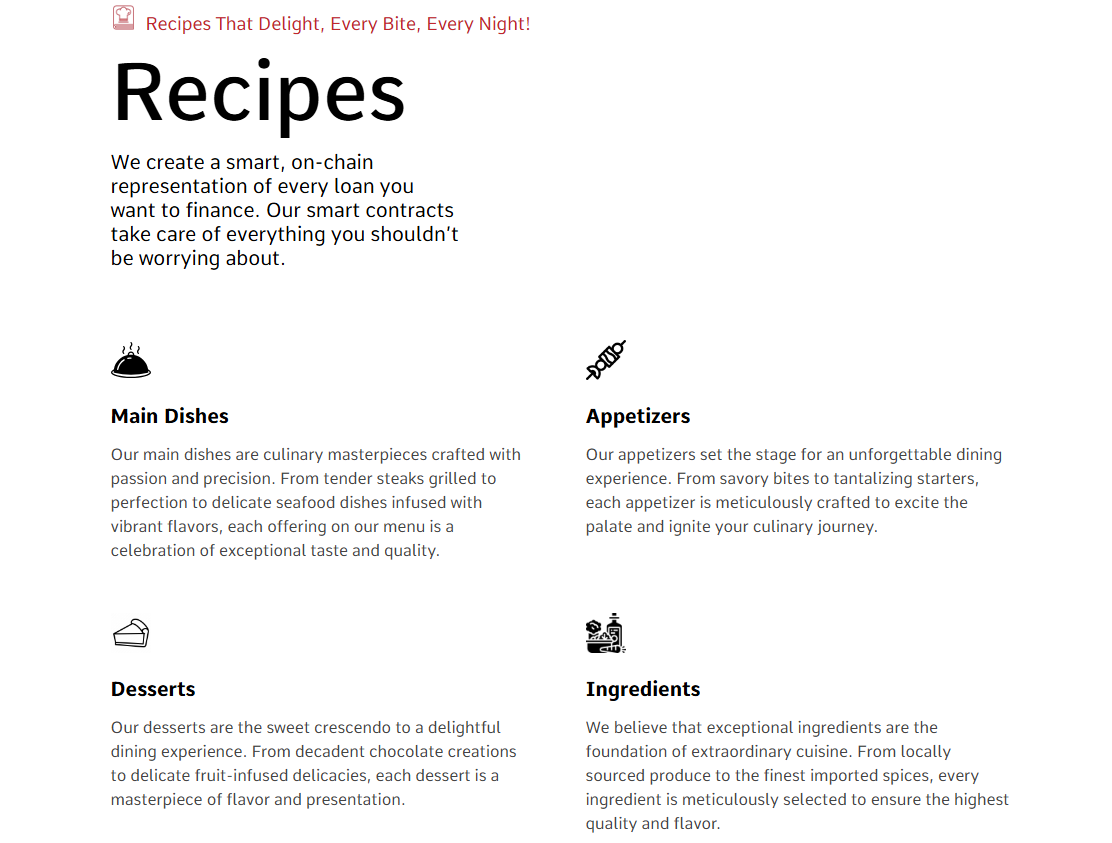 Recipes That Delight, Every Bite, Every Night!
Recipes
We create a smart, on-chain
representation of every loan you
want to finance. Our smart contracts
take care of everything you shouldn't
be worrying about.
Main Dishes
Our main dishes are culinary masterpieces crafted with
passion and precision. From tender steaks grilled to
perfection to delicate seafood dishes infused with
vibrant flavors, each offering on our menu is a
celebration of exceptional taste and quality.
Appetizers
Our appetizers set the stage for an unforgettable dining
experience. From savory bites to tantalizing starters,
each appetizer is meticulously crafted to excite the
palate and ignite your culinary journey.
Desserts
Our desserts are the sweet crescendo to a delightful
dining experience. From decadent chocolate creations
to delicate fruit-infused delicacies, each dessert is a
masterpiece of flavor and presentation.
Ingredients
We believe that exceptional ingredients are the
foundation of extraordinary cuisine. From locally
sourced produce to the finest imported spices, every
ingredient is meticulously selected to ensure the highest
quality and flavor.